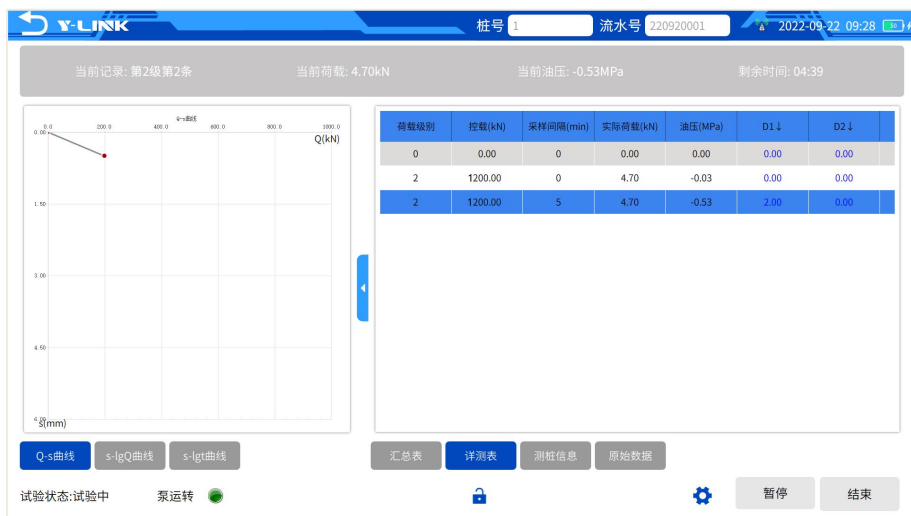 Y-LINK 桩号 1 流水号 220920001 2022-09-22 09:28 30
当前记录: 第2级第2条 当前荷载: 4.70kN 当前油压: -0.53MPa 剩余时间: 04:39
Q-s曲线
0.0 200.0 400.0 600.0 800.0 1000.0
Q(kN)
0.00
1.50
3.00
4.50
6.00
s(mm)
荷载级别 控载(kN) 采样间隔(min) 实际荷载(kN) 油压(MPa) D1↓ D2↓
0 0.00 0 0.00 0.00 0.00 0.00
2 1200.00 0 4.70 -0.03 0.00 0.00
2 1200.00 5 4.70 -0.53 2.00 0.00
Q-s曲线 s-lgQ曲线 s-lgt曲线 汇总表 详测表 测桩信息 原始数据
试验状态:试验中 泵运转 暂停 结束